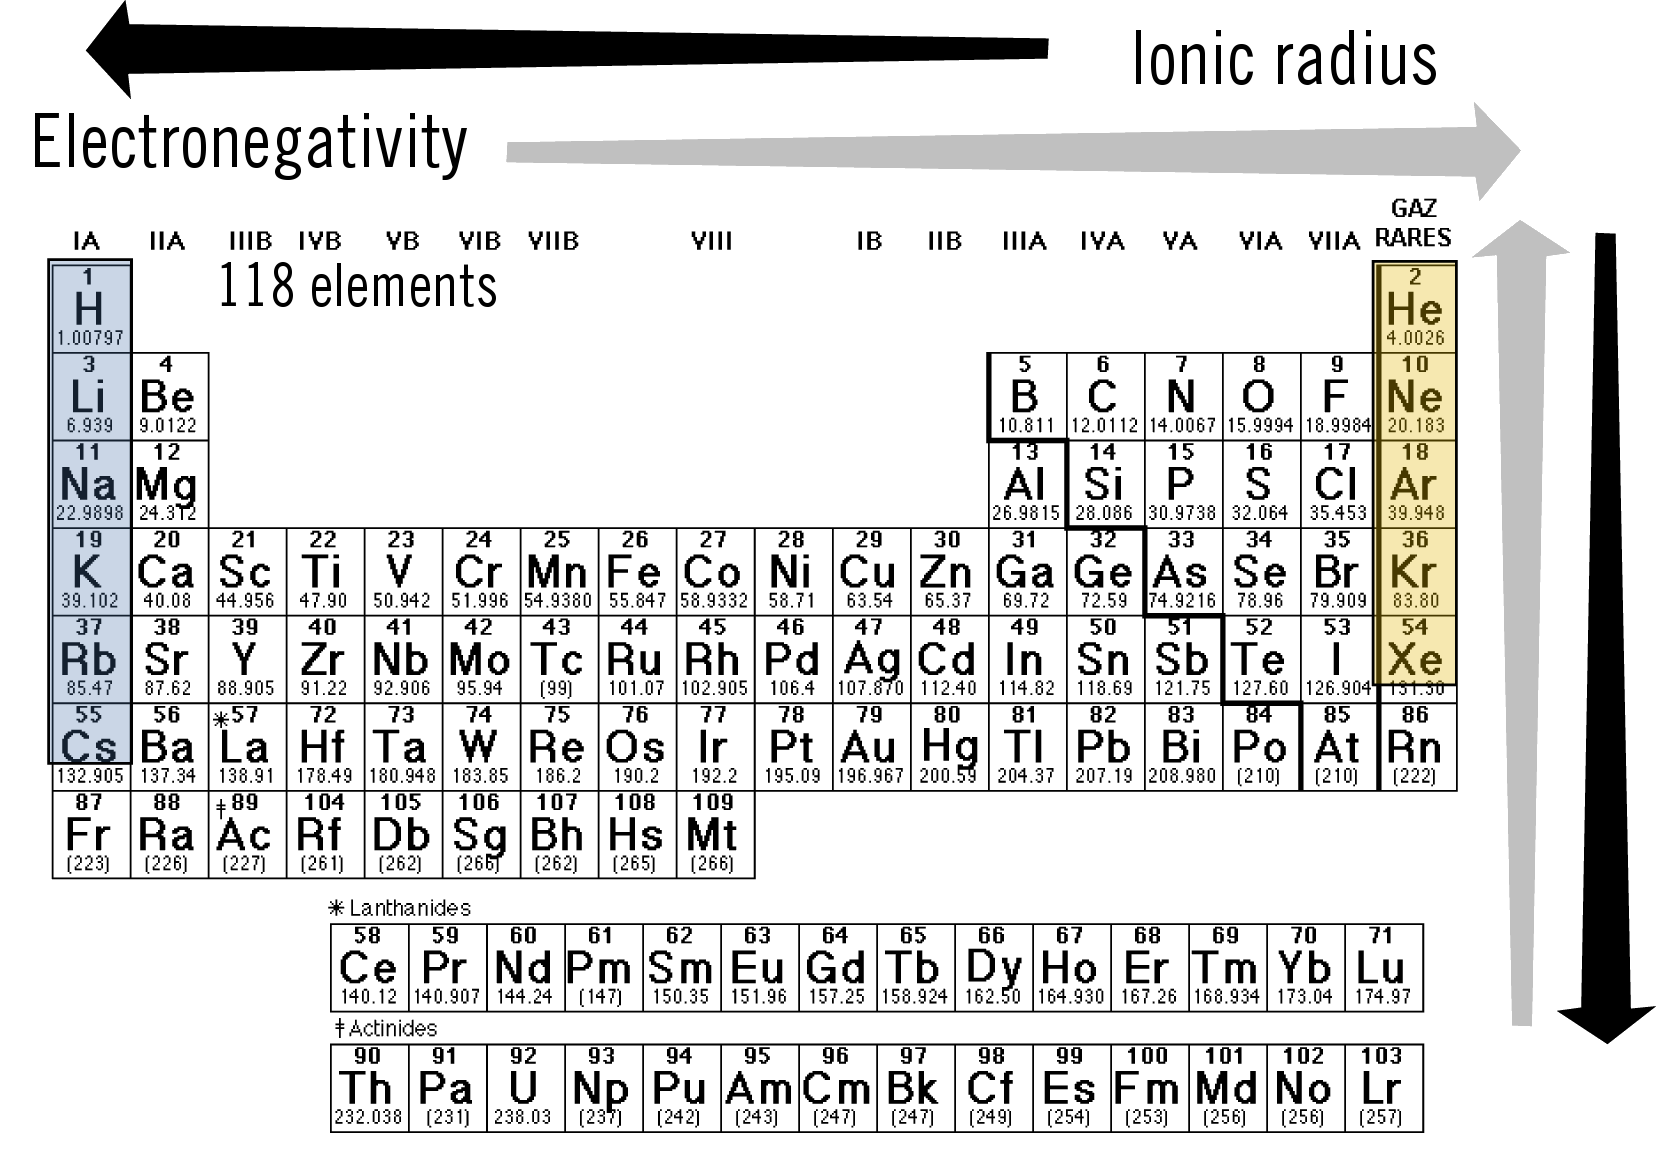 Ionic radius
Electronegativity
GAZ
IA IIA IIIB IVB VB VIB VIIB VIII IB IIB IIIA IVA VA VIA VIIA RARES
118 elements
1 2
H He
1.00797 4.0026
3 4 5 6 7 8 9 10
Li Be B C N O F Ne
6.939 9.0122 10.811 12.0112 14.0067 15.9994 18.9984 20.183
11 12 13 14 15 16 17 18
Na Mg Al Si P S Cl Ar
22.9898 24.312 26.9815 28.086 30.9738 32.064 35.453 39.948
19 20 21 22 23 24 25 26 27 28 29 30 31 32 33 34 35 36
K Ca Sc Ti V Cr Mn Fe Co Ni Cu Zn Ga Ge As Se Br Kr
39.102 40.08 44.956 47.90 50.942 51.996 54.9380 55.847 58.9332 58.71 63.54 65.37 69.72 72.59 74.9216 78.96 79.909 83.80
37 38 39 40 41 42 43 44 45 46 47 48 49 50 51 52 53 54
Rb Sr Y Zr Nb Mo Tc Ru Rh Pd Ag Cd In Sn Sb Te I Xe
85.47 87.62 88.905 91.22 92.906 95.94 (99) 101.07 102.905 106.4 107.870 112.40 114.82 118.69 121.75 127.60 126.904 131.30
55 56 *57 72 73 74 75 76 77 78 79 80 81 82 83 84 85 86
Cs Ba La Hf Ta W Re Os Ir Pt Au Hg Tl Pb Bi Po At Rn
132.905 137.34 138.91 178.49 180.948 183.85 186.2 190.2 192.2 195.09 196.967 200.59 204.37 207.19 208.980 (210) (210) (222)
87 88 ‡89 104 105 106 107 108 109
Fr Ra Ac Rf Db Sg Bh Hs Mt
(223) (226) (227) (261) (262) (266) (262) (265) (266)
* Lanthanides
58 59 60 61 62 63 64 65 66 67 68 69 70 71
Ce Pr Nd Pm Sm Eu Gd Tb Dy Ho Er Tm Yb Lu
140.12 140.907 144.24 (147) 150.35 151.96 157.25 158.924 162.50 164.930 167.26 168.934 173.04 174.97
‡ Actinides
90 91 92 93 94 95 96 97 98 99 100 101 102 103
Th Pa U Np Pu Am Cm Bk Cf Es Fm Md No Lr
232.038 (231) 238.03 (237) (242) (243) (247) (247) (249) (254) (253) (256) (256) (257)